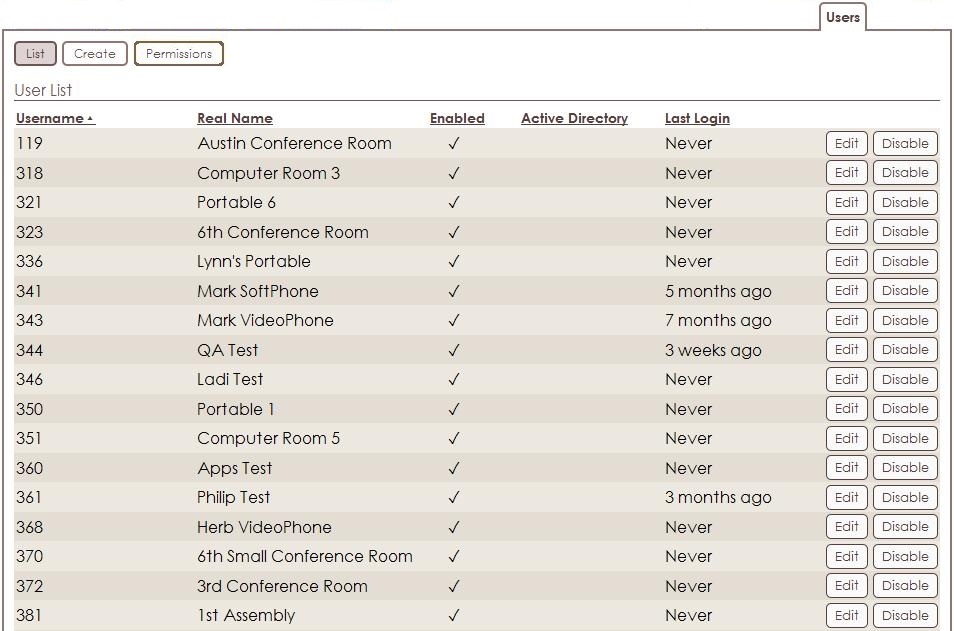 Users
List Create Permissions
User List
Username Real Name Enabled Active Directory Last Login
119 Austin Conference Room ✓ Never Edit Disable
318 Computer Room 3 ✓ Never Edit Disable
321 Portable 6 ✓ Never Edit Disable
323 6th Conference Room ✓ Never Edit Disable
336 Lynn's Portable ✓ Never Edit Disable
341 Mark SoftPhone ✓ 5 months ago Edit Disable
343 Mark VideoPhone ✓ 7 months ago Edit Disable
344 QA Test ✓ 3 weeks ago Edit Disable
346 Ladi Test ✓ Never Edit Disable
350 Portable 1 ✓ Never Edit Disable
351 Computer Room 5 ✓ Never Edit Disable
360 Apps Test ✓ Never Edit Disable
361 Philip Test ✓ 3 months ago Edit Disable
368 Herb VideoPhone ✓ Never Edit Disable
370 6th Small Conference Room ✓ Never Edit Disable
372 3rd Conference Room ✓ Never Edit Disable
381 1st Assembly ✓ Never Edit Disable